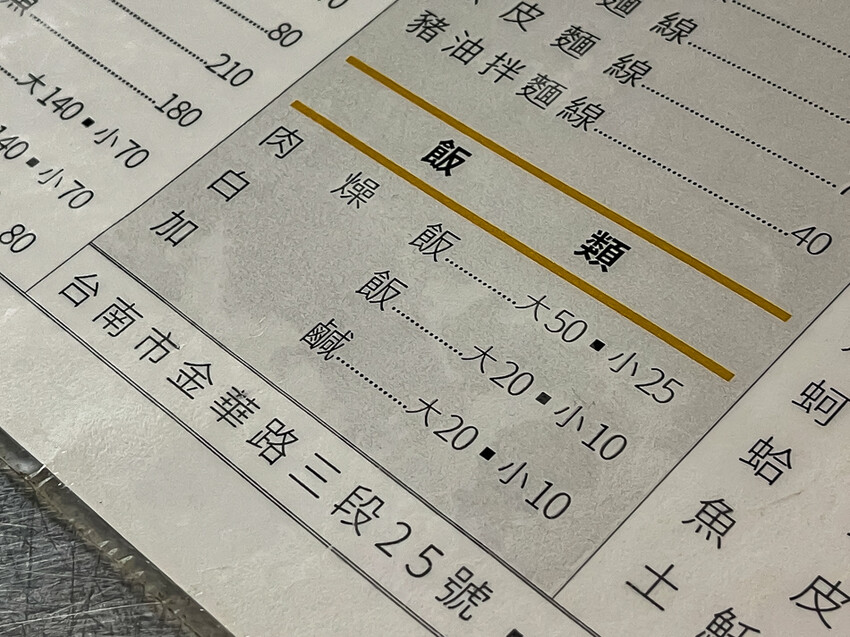 80
210
180
大140▪小70
140▪小70
80
麵線
皮麵線
豬油拌麵線 40
飯類
肉燥飯 大50▪小25
白飯 大20▪小10
加鹹 大20▪小10
台南市金華路三段25號
蚵
蛤
魚 皮
土魠